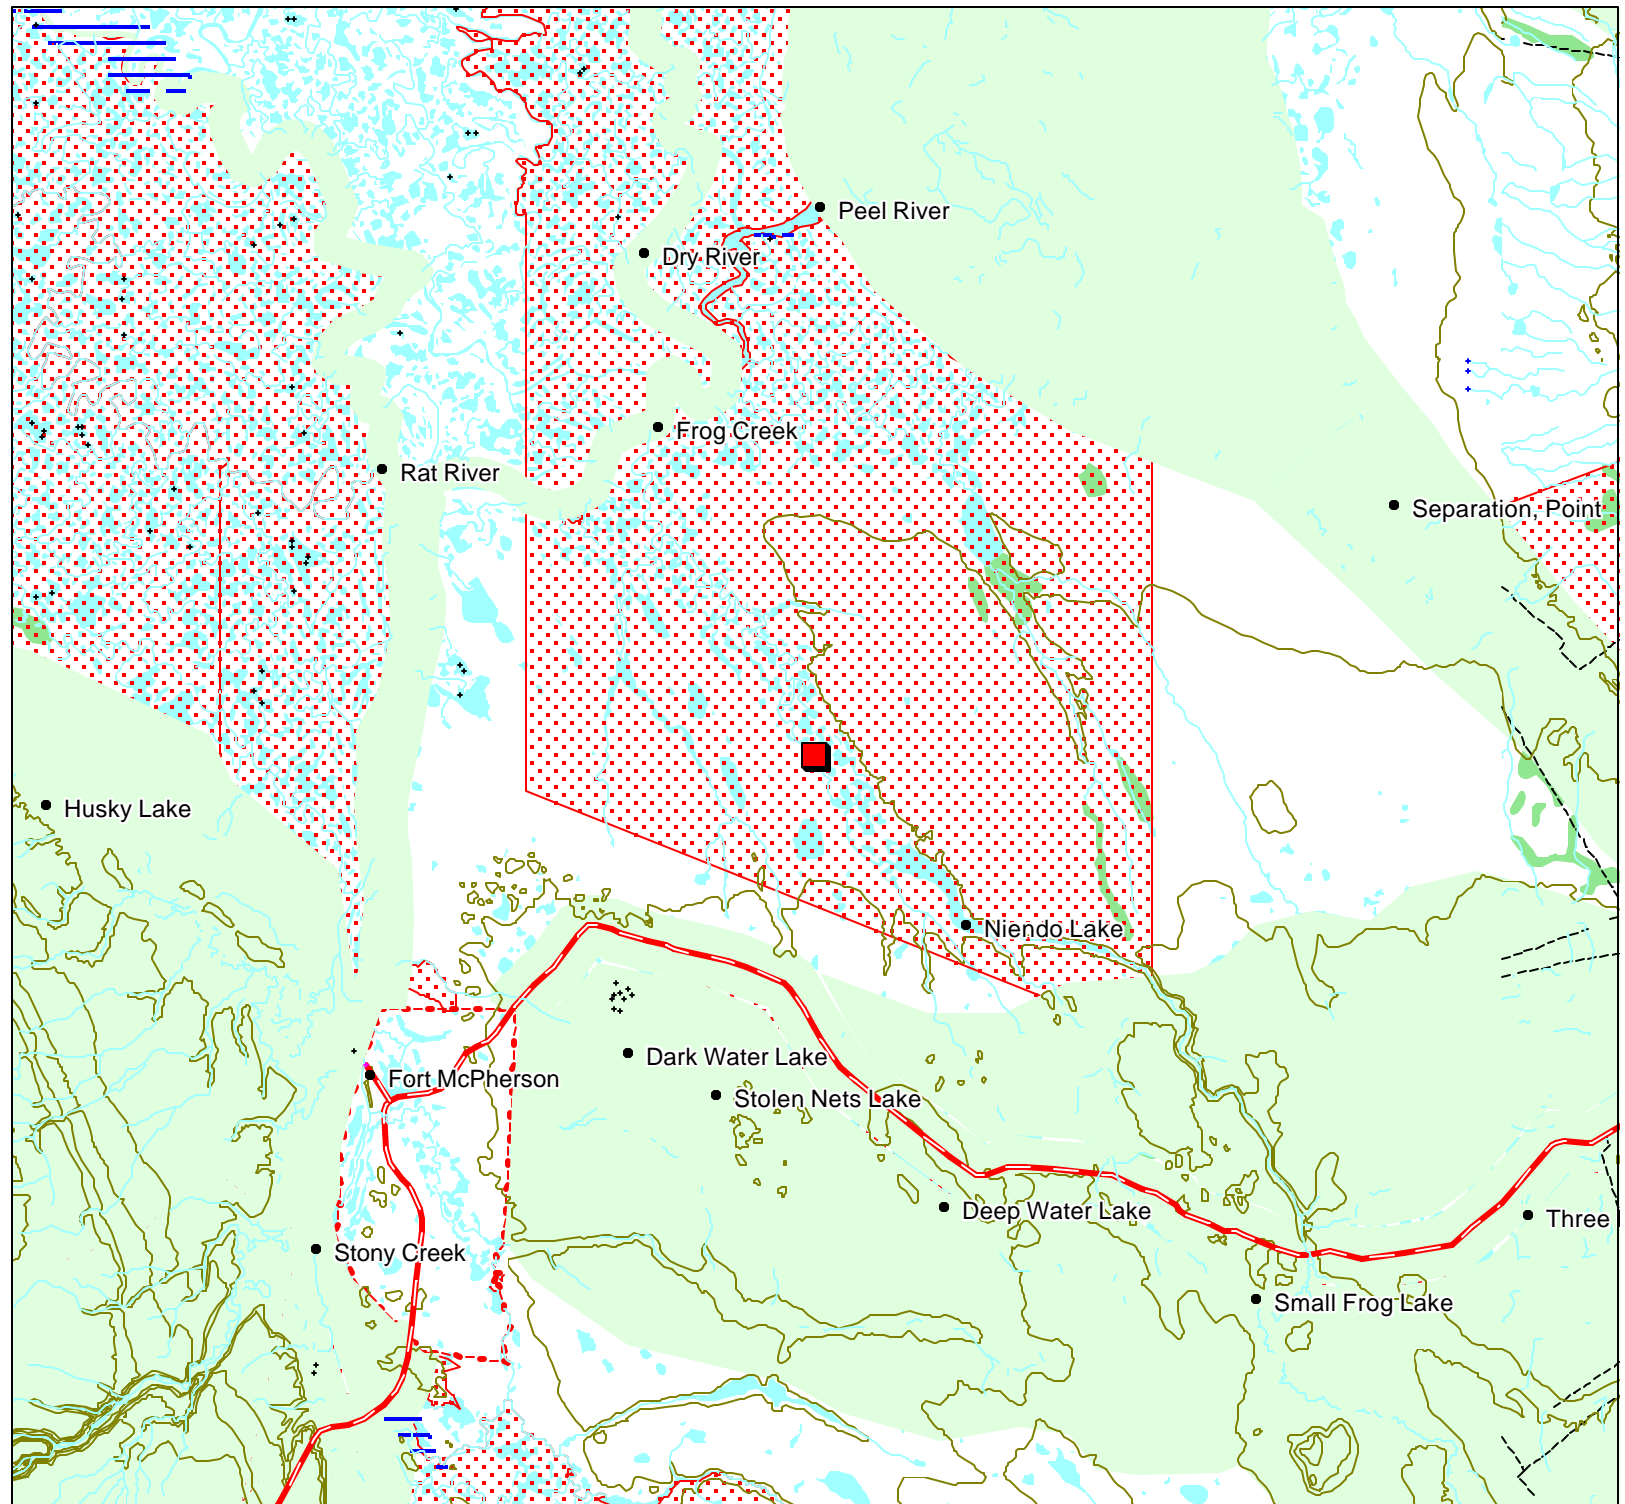 Peel River
Dry River
Frog Creek
Rat River
Separation, Point
Husky Lake
Niendo Lake
Dark Water Lake
Fort McPherson
Stolen Nets Lake
Deep Water Lake
Three
Stony Creek
Small Frog Lake